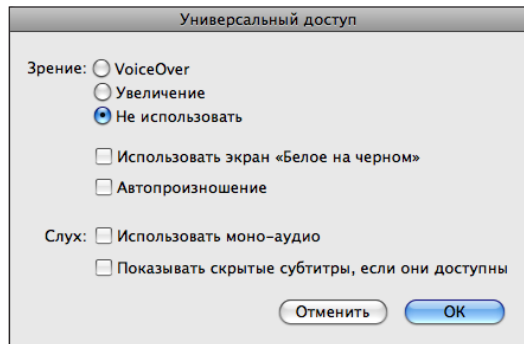 Универсальный доступ
Зрение: VoiceOver
Увеличение
Не использовать
Использовать экран «Белое на черном»
Автопроизношение
Слух: Использовать моно-аудио
Показывать скрытые субтитры, если они доступны
Отменить OK